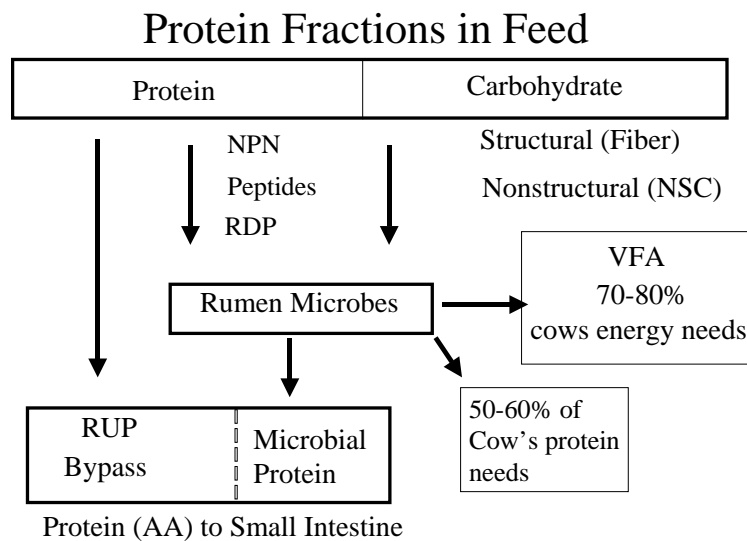 Protein Fractions in Feed
Protein
Carbohydrate
NPN
Peptides
RDP
Structural (Fiber)
Nonstructural (NSC)
VFA
70-80%
cows energy needs
Rumen Microbes
50-60% of
Cow's protein
needs
RUP
Bypass
Microbial
Protein
Protein (AA) to Small Intestine